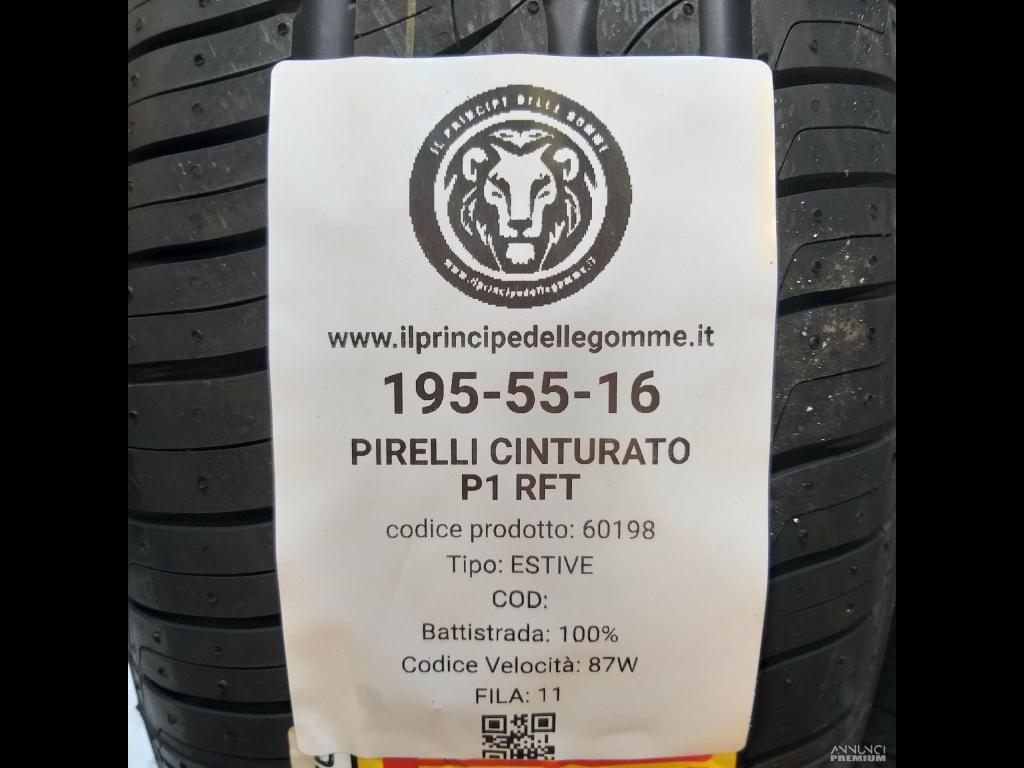 IL PRINCIPE DELLE GOMME
www.ilprincipedellegomme.it
www.ilprincipedellegomme.it
195-55-16
PIRELLI CINTURATO
P1 RFT
codice prodotto: 60198
Tipo: ESTIVE
COD:
Battistrada: 100%
Codice Velocità: 87W
FILA: 11
ANNUNCI
PREMIUM